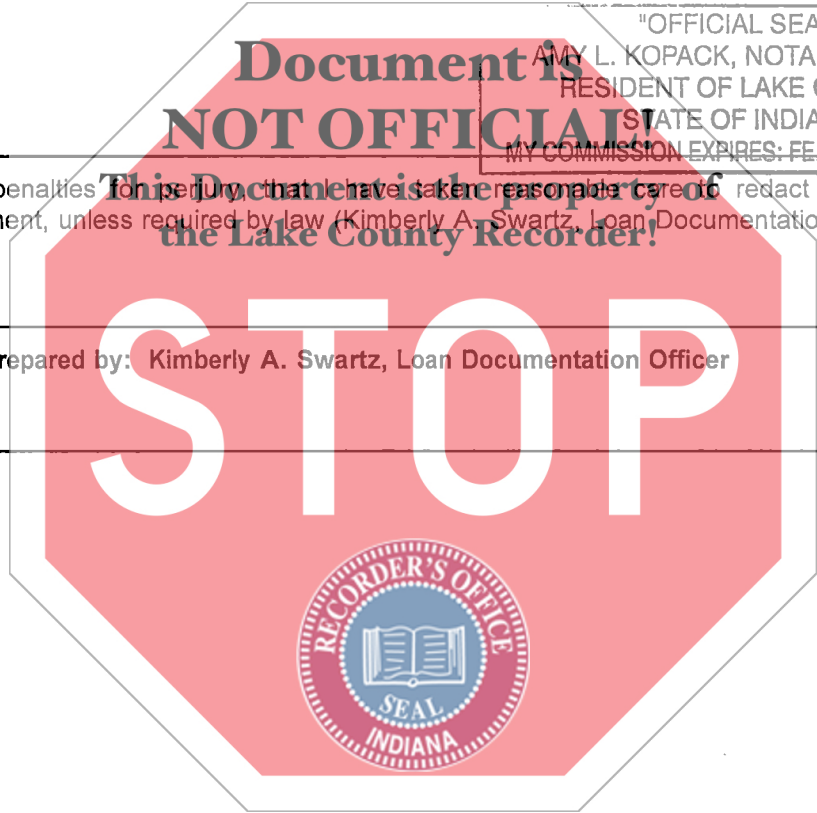 "OFFICIAL SEA
AMY L. KOPACK, NOTA
RESIDENT OF LAKE
STATE OF INDIA
MY COMMISSION EXPIRES: FE
Document is
NOT OFFICIAL!
This Document is the property of
the Lake County Recorder!
penalties for perjury, that I have taken reasonable care to redact
ent, unless required by law (Kimberly A. Swartz, Loan Documentatio
repared by: Kimberly A. Swartz, Loan Documentation Officer
STOP
RECORDER'S OFFICE
SEAL
INDIANA